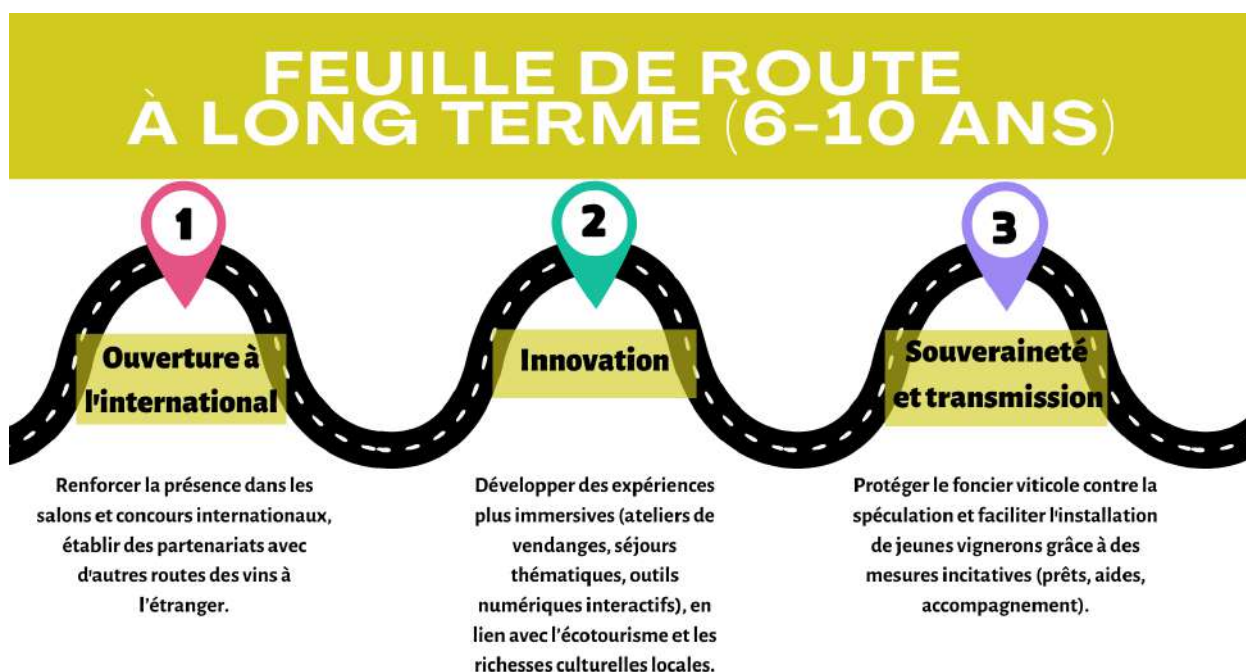 FEUILLE DE ROUTE
À LONG TERME (6-10 ANS)
1
Ouverture à
l'international
Renforcer la présence dans les
salons et concours internationaux,
établir des partenariats avec
d'autres routes des vins à
l’étranger.
2
Innovation
Développer des expériences
plus immersives (ateliers de
vendanges, séjours
thématiques, outils
numériques interactifs), en
lien avec l’écotourisme et les
richesses culturelles locales.
3
Souveraineté
et transmission
Protéger le foncier viticole contre la
spéculation et faciliter l'installation
de jeunes vignerons grâce à des
mesures incitatives (prêts, aides,
accompagnement).